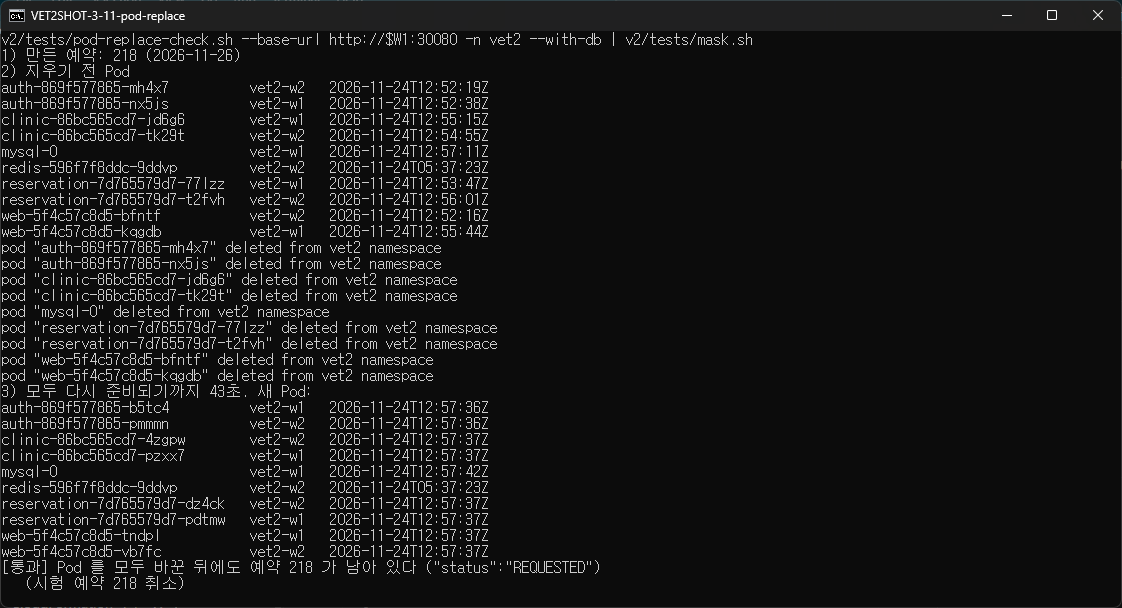 VET2SHOT-3-11-pod-replace
v2/tests/pod-replace-check.sh --base-url http://$W1:30080 -n vet2 --with-db | v2/tests/mask.sh
1) 만든 예약: 218 (2026-11-26)
2) 지우기 전 Pod
auth-869f577865-mh4x7 vet2-w2 2026-11-24T12:52:19Z
auth-869f577865-nx5js vet2-w1 2026-11-24T12:52:38Z
clinic-86bc565cd7-jd6g6 vet2-w1 2026-11-24T12:55:15Z
clinic-86bc565cd7-tk29t vet2-w2 2026-11-24T12:54:55Z
mysql-0 vet2-w1 2026-11-24T12:57:11Z
redis-596f7f8ddc-9ddvp vet2-w2 2026-11-24T05:37:23Z
reservation-7d765579d7-77lzz vet2-w1 2026-11-24T12:53:47Z
reservation-7d765579d7-t2fvh vet2-w2 2026-11-24T12:56:01Z
web-5f4c57c8d5-bfntf vet2-w2 2026-11-24T12:52:16Z
web-5f4c57c8d5-kqgdb vet2-w1 2026-11-24T12:55:44Z
pod "auth-869f577865-mh4x7" deleted from vet2 namespace
pod "auth-869f577865-nx5js" deleted from vet2 namespace
pod "clinic-86bc565cd7-jd6g6" deleted from vet2 namespace
pod "clinic-86bc565cd7-tk29t" deleted from vet2 namespace
pod "mysql-0" deleted from vet2 namespace
pod "reservation-7d765579d7-77lzz" deleted from vet2 namespace
pod "reservation-7d765579d7-t2fvh" deleted from vet2 namespace
pod "web-5f4c57c8d5-bfntf" deleted from vet2 namespace
pod "web-5f4c57c8d5-kqgdb" deleted from vet2 namespace
3) 모두 다시 준비되기까지 43초. 새 Pod:
auth-869f577865-b5tc4 vet2-w1 2026-11-24T12:57:36Z
auth-869f577865-pmmmn vet2-w2 2026-11-24T12:57:36Z
clinic-86bc565cd7-4zgpw vet2-w2 2026-11-24T12:57:37Z
clinic-86bc565cd7-pzxx7 vet2-w1 2026-11-24T12:57:37Z
mysql-0 vet2-w1 2026-11-24T12:57:42Z
redis-596f7f8ddc-9ddvp vet2-w2 2026-11-24T05:37:23Z
reservation-7d765579d7-dz4ck vet2-w2 2026-11-24T12:57:37Z
reservation-7d765579d7-pdtmw vet2-w1 2026-11-24T12:57:37Z
web-5f4c57c8d5-tndpl vet2-w1 2026-11-24T12:57:37Z
web-5f4c57c8d5-vb7fc vet2-w2 2026-11-24T12:57:37Z
[통과] Pod 를 모두 바꾼 뒤에도 예약 218 가 남아 있다 ("status":"REQUESTED")
(시험 예약 218 취소)